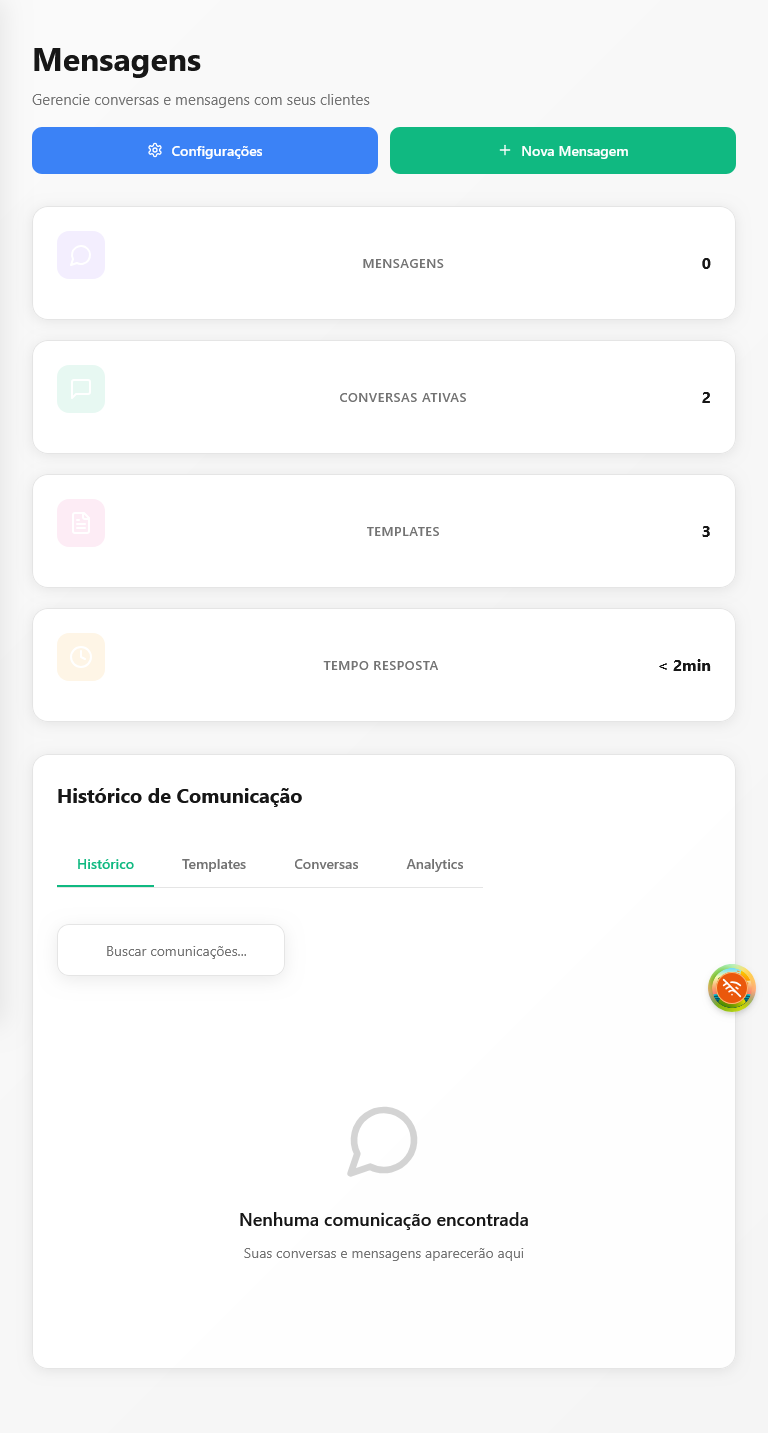 Mensagens
Gerencie conversas e mensagens com seus clientes
Configurações
Nova Mensagem
MENSAGENS
0
CONVERSAS ATIVAS
2
TEMPLATES
3
TEMPO RESPOSTA
< 2min
Histórico de Comunicação
Histórico
Templates
Conversas
Analytics
Buscar comunicações...
Nenhuma comunicação encontrada
Suas conversas e mensagens aparecerão aqui